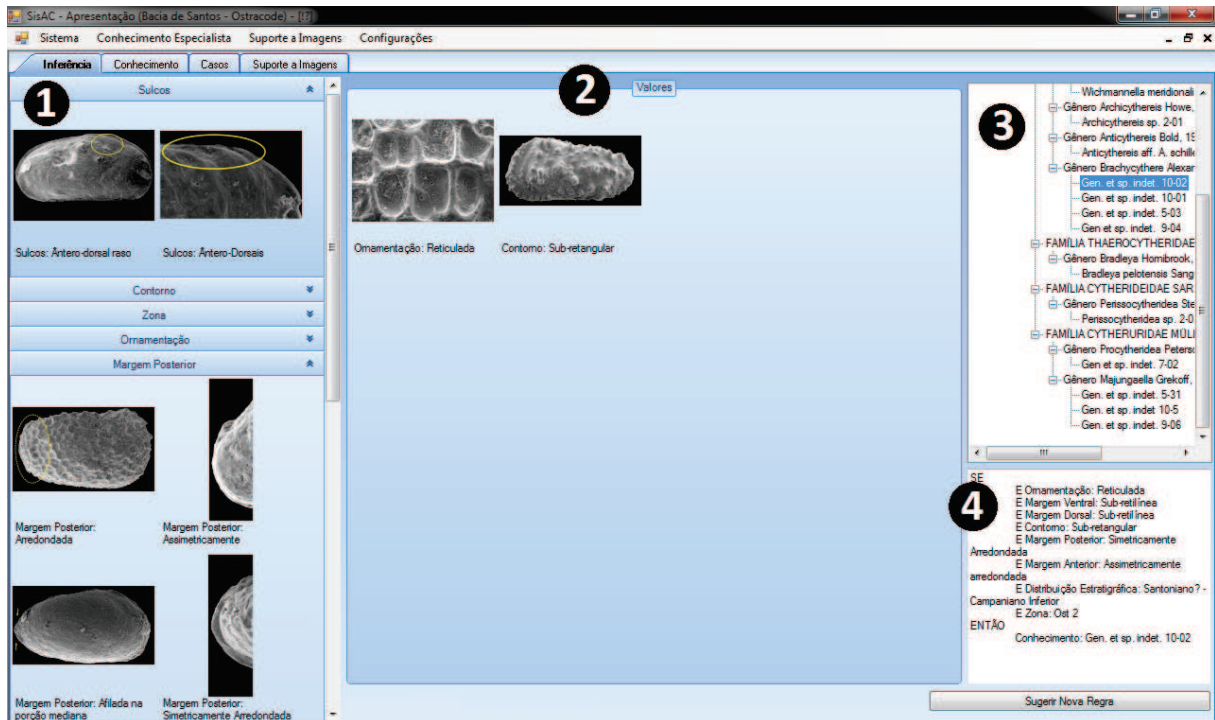 SisAC - Apresentação (Bacia de Santos - Ostracode) - [!?]
Sistema Conhecimento Especialista Suporte a Imagens Configurações
Inferência Conhecimento Casos Suporte a Imagens
1
Sulcos
Sulcos: Ântero-dorsal raso Sulcos: Ântero-Dorsais
Contorno
Zona
Ornamentação
Margem Posterior
Margem Posterior:
Arredondada
Margem Posterior:
Assimetricamente
Margem Posterior: Afilada na
porção mediana
Margem Posterior:
Simetricamente Arredondada
2
Valores
Ornamentação: Reticulada Contorno: Sub-retangular
3
Wichmannella meridionali
Gênero Archicythereis Howe,
Archicythereis sp. 2-01
Gênero Anticythereis Bold, 19
Anticythereis aff. A. schille
Gênero Brachycythere Alexar
Gen. et sp. indet. 10-02
Gen. et sp. indet. 10-01
Gen. et sp. indet. 5-03
Gen et sp. indet. 9-04
FAMÍLIA THAEROCYTHERIDAE
Gênero Bradleya Hornibrook,
Bradleya pelotensis Sang
FAMÍLIA CYTHERIDEIDAE SAR
Gênero Perissocytheridea Ste
Perissocytheridea sp. 2-0
FAMÍLIA CYTHERURIDAE MÜLI
Gênero Procytheridea Peterso
Gen et sp. indet. 7-02
Gênero Majungaella Grekoff,
Gen. et sp. indet. 5-31
Gen. et sp. indet 10-5
Gen. et sp. indet. 9-06
4
SE
E Ornamentação: Reticulada
E Margem Ventral: Sub-retilínea
E Margem Dorsal: Sub-retilínea
E Contorno: Sub-retangular
E Margem Posterior: Simetricamente
Arredondada
E Margem Anterior: Assimetricamente
arredondada
E Distribuição Estratigráfica: Santoniano? -
Campaniano Inferior
E Zona: Ost 2
ENTÃO
Conhecimento: Gen. et sp. indet. 10-02
Sugerir Nova Regra